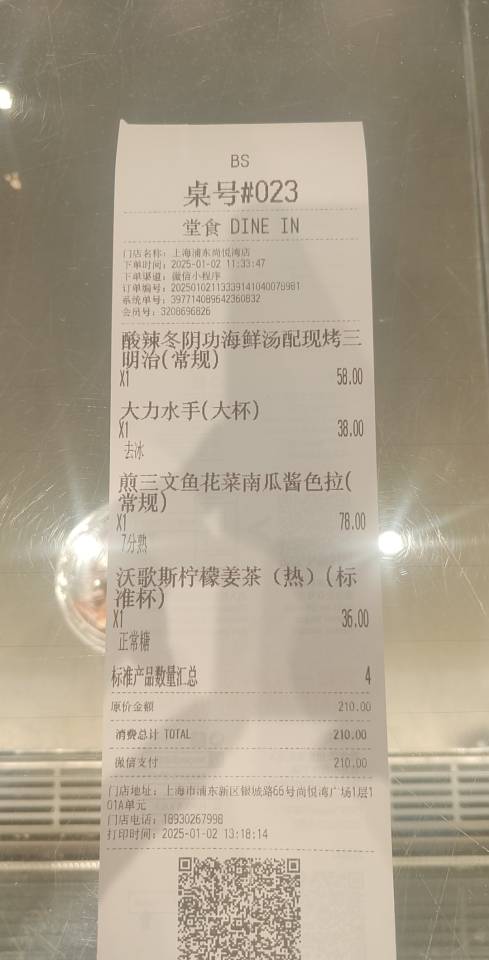 BS
桌号#023
堂食 DINE IN
门店名称: 上海浦东尚悦湾店
下单时间: 2025-01-02 11:33:47
下单渠道: 微信小程序
订单编号: 20250102113339141040078981
系统单号: 397714089642360832
会员号: 3208696826
酸辣冬阴功海鲜汤配现烤三
明治(常规)
X1 58.00
大力水手(大杯)
X1 38.00
去冰
煎三文鱼花菜南瓜酱色拉(
常规)
X1 78.00
7分熟
沃歌斯柠檬姜茶（热）(标
准杯)
X1 36.00
正常糖
标准产品数量汇总 4
原价金额 210.00
消费总计 TOTAL 210.00
微信支付 210.00
门店地址: 上海市浦东新区银城路66号尚悦湾广场1层1
01A单元
门店电话: 18930267998
打印时间: 2025-01-02 13:18:14